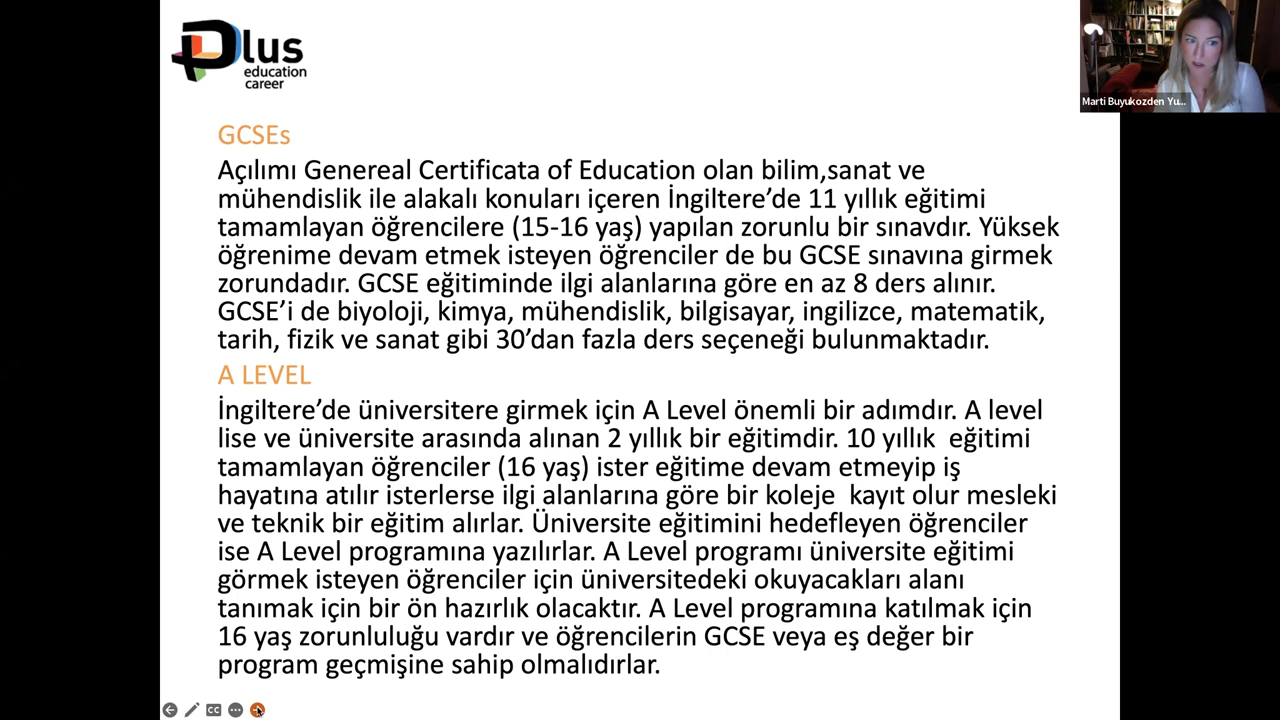 Plus
education
career
Marti Buyukozden Yu...
GCSEs
Açılımı Genereal Certificata of Education olan bilim,sanat ve
mühendislik ile alakalı konuları içeren İngiltere’de 11 yıllık eğitimi
tamamlayan öğrencilere (15-16 yaş) yapılan zorunlu bir sınavdır. Yüksek
öğrenime devam etmek isteyen öğrenciler de bu GCSE sınavına girmek
zorundadır. GCSE eğitiminde ilgi alanlarına göre en az 8 ders alınır.
GCSE’i de biyoloji, kimya, mühendislik, bilgisayar, ingilizce, matematik,
tarih, fizik ve sanat gibi 30’dan fazla ders seçeneği bulunmaktadır.
A LEVEL
İngiltere’de üniversitere girmek için A Level önemli bir adımdır. A level
lise ve üniversite arasında alınan 2 yıllık bir eğitimdir. 10 yıllık  eğitimi
tamamlayan öğrenciler (16 yaş) ister eğitime devam etmeyip iş
hayatına atılır isterlerse ilgi alanlarına göre bir koleje  kayıt olur mesleki
ve teknik bir eğitim alırlar. Üniversite eğitimini hedefleyen öğrenciler
ise A Level programına yazılırlar. A Level programı üniversite eğitimi
görmek isteyen öğrenciler için üniversitedeki okuyacakları alanı
tanımak için bir ön hazırlık olacaktır. A Level programına katılmak için
16 yaş zorunluluğu vardır ve öğrencilerin GCSE veya eş değer bir
program geçmişine sahip olmalıdırlar.
CC